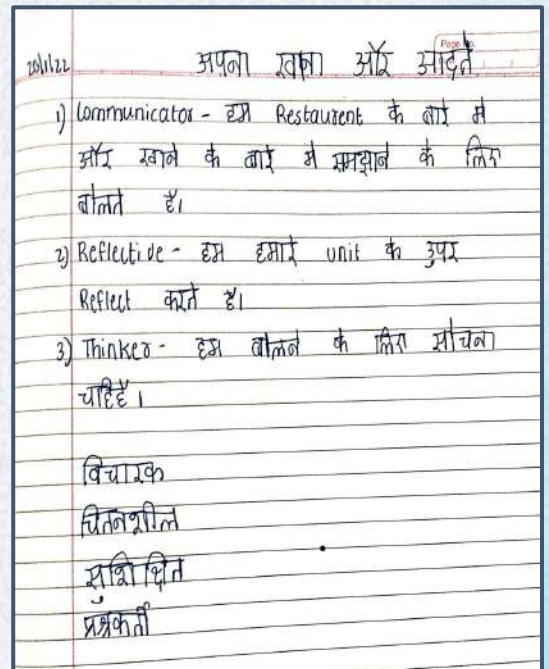 Page
20/1/22 अपना खाना और आदतें
1) Communicator - हम Restaurent के बारे मे
और खाने के बारे मे समझाने के लिए
बोलते है।
2) Reflective - हम हमारे unit के उपर
Reflect करते है।
3) Thinker - हम बोलने के लिए सोचना
चाहिहै।
विचारक
चितनशील
सुशिक्षित
प्रश्नकर्ता